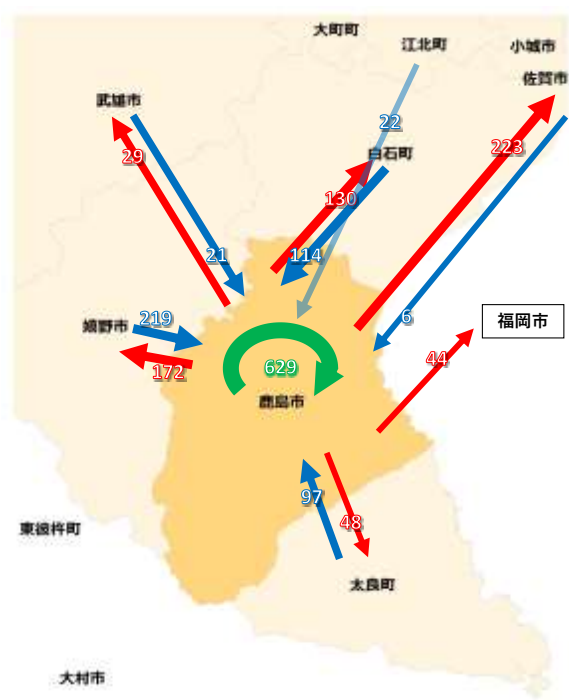 大町町
江北町
小城市
佐賀市
武雄市
22
白石町
29
223
130
21
114
嬉野市
219
6
福岡市
44
172
629
鹿島市
97
48
東彼杵町
太良町
大村市